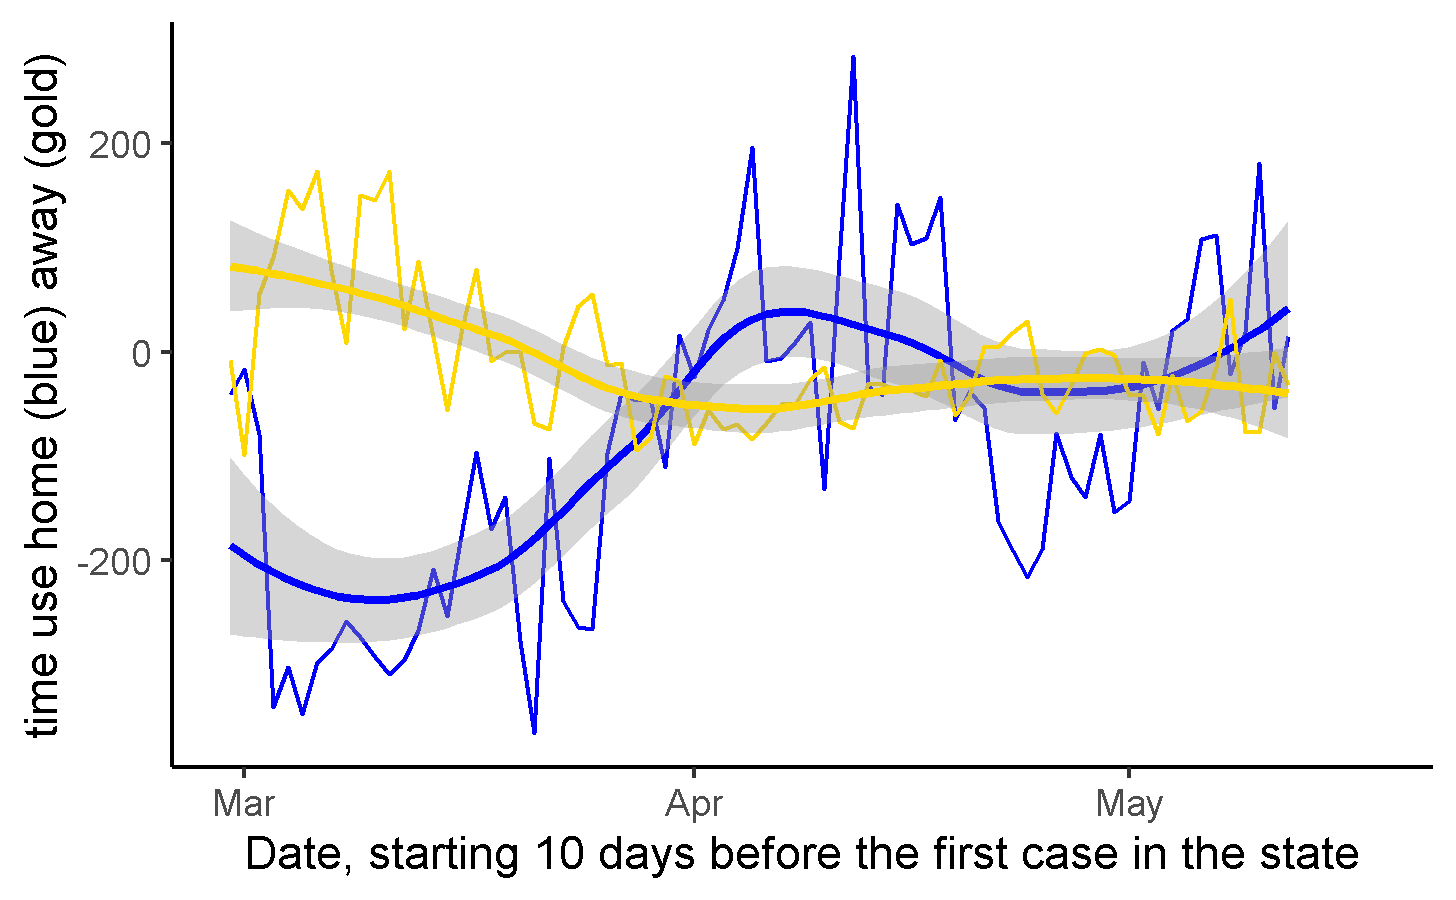 time use home (blue) away (gold)
200
0
-200
Mar
Apr
May
Date, starting 10 days before the first case in the state